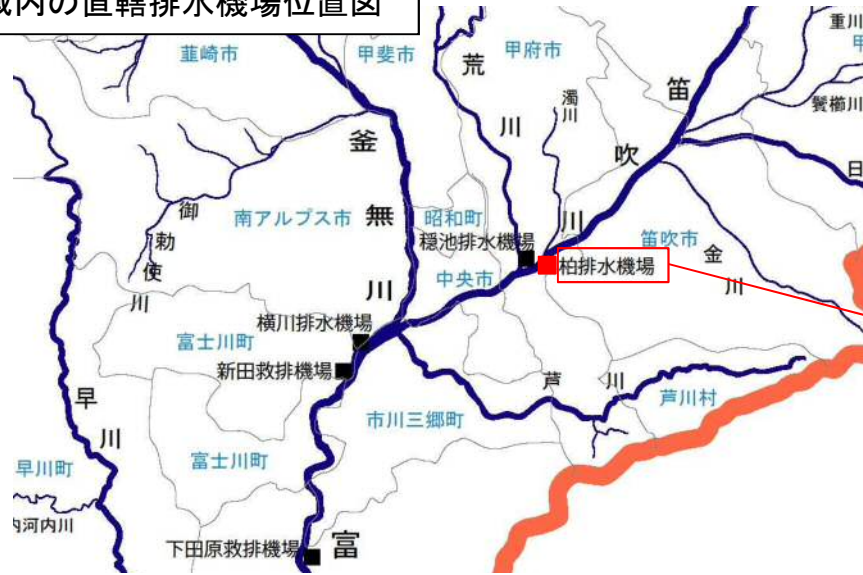 域内の直轄排水機場位置図
韮崎市
甲斐市
荒川
甲府市
濁川
笛吹川
重川
鬢櫛川
日
釜無川
御勅使川
南アルプス市
昭和町
穏池排水機場
柏排水機場
笛吹市
金川
中央市
横川排水機場
富士川町
新田救排機場
早川
芦川
芦川村
市川三郷町
富士川町
早川町
内河内川
下田原救排機場
富